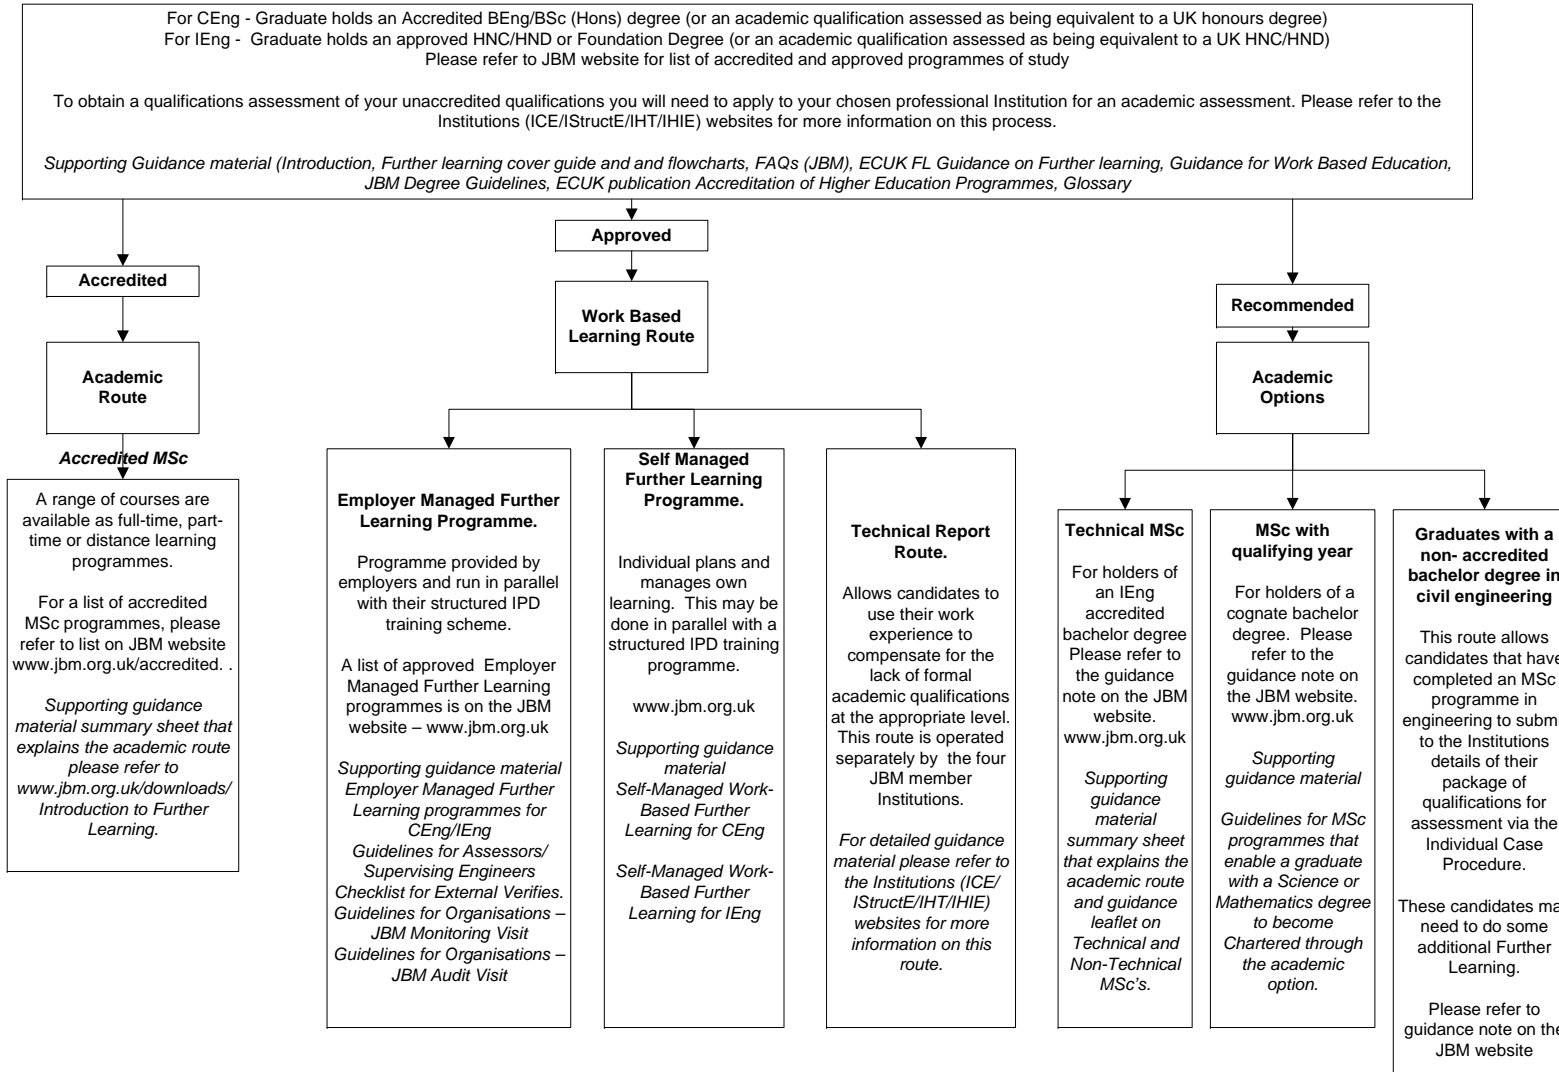 For CEng - Graduate holds an Accredited BEng/BSc (Hons) degree (or an academic qualification assessed as being equivalent to a UK honours degree)
For IEng - Graduate holds an approved HNC/HND or Foundation Degree (or an academic qualification assessed as being equivalent to a UK HNC/HND)
Please refer to JBM website for list of accredited and approved programmes of study
To obtain a qualifications assessment of your unaccredited qualifications you will need to apply to your chosen professional Institution for an academic assessment. Please refer to the
Institutions (ICE/IStructE/IHT/IHIE) websites for more information on this process.
Supporting Guidance material (Introduction, Further learning cover guide and and flowcharts, FAQs (JBM), ECUK FL Guidance on Further learning, Guidance for Work Based Education,
JBM Degree Guidelines, ECUK publication Accreditation of Higher Education Programmes, Glossary
Accredited
Academic
Route
Accredited MSc
A range of courses are
available as full-time, part-
time or distance learning
programmes.
For a list of accredited
MSc programmes, please
refer to list on JBM website
www.jbm.org.uk/accredited. .
Supporting guidance
material summary sheet that
explains the academic route
please refer to
www.jbm.org.uk/downloads/
Introduction to Further
Learning.
Approved
Work Based
Learning Route
Employer Managed Further
Learning Programme.
Programme provided by
employers and run in parallel
with their structured IPD
training scheme.
A list of approved  Employer
Managed Further Learning
programmes is on the JBM
website – www.jbm.org.uk
Supporting guidance material
Employer Managed Further
Learning programmes for
CEng/IEng
Guidelines for Assessors/
Supervising Engineers
Checklist for External Verifies.
Guidelines for Organisations –
JBM Monitoring Visit
Guidelines for Organisations –
JBM Audit Visit
Self Managed
Further Learning
Programme.
Individual plans and
manages own
learning.  This may be
done in parallel with a
structured IPD training
programme.
www.jbm.org.uk
Supporting guidance
material
Self-Managed Work-
Based Further
Learning for CEng
Self-Managed Work-
Based Further
Learning for IEng
Technical Report
Route.
Allows candidates to
use their work
experience to
compensate for the
lack of formal
academic qualifications
at the appropriate level.
This route is operated
separately by  the four
JBM member
Institutions.
For detailed guidance
material please refer to
the Institutions (ICE/
IStructE/IHT/IHIE)
websites for more
information on this
route.
Recommended
Academic
Options
Technical MSc
For holders of
an IEng
accredited
bachelor degree
Please refer to
the guidance
note on the JBM
website.
www.jbm.org.uk
Supporting
guidance
material
summary sheet
that explains the
academic route
and guidance
leaflet on
Technical and
Non-Technical
MSc's.
MSc with
qualifying year
For holders of a
cognate bachelor
degree.  Please
refer to the
guidance note on
the JBM website.
www.jbm.org.uk
Supporting
guidance material
Guidelines for MSc
programmes that
enable a graduate
with a Science or
Mathematics degree
to become
Chartered through
the academic
option.
Graduates with a
non- accredited
bachelor degree in
civil engineering
This route allows
candidates that have
completed an MSc
programme in
engineering to
to the Institutions
details of their
package of
qualifications for
assessment via the
Individual Case
Procedure.
These candidates
need to do some
additional Further
Learning.
Please refer to
guidance note on the
JBM website